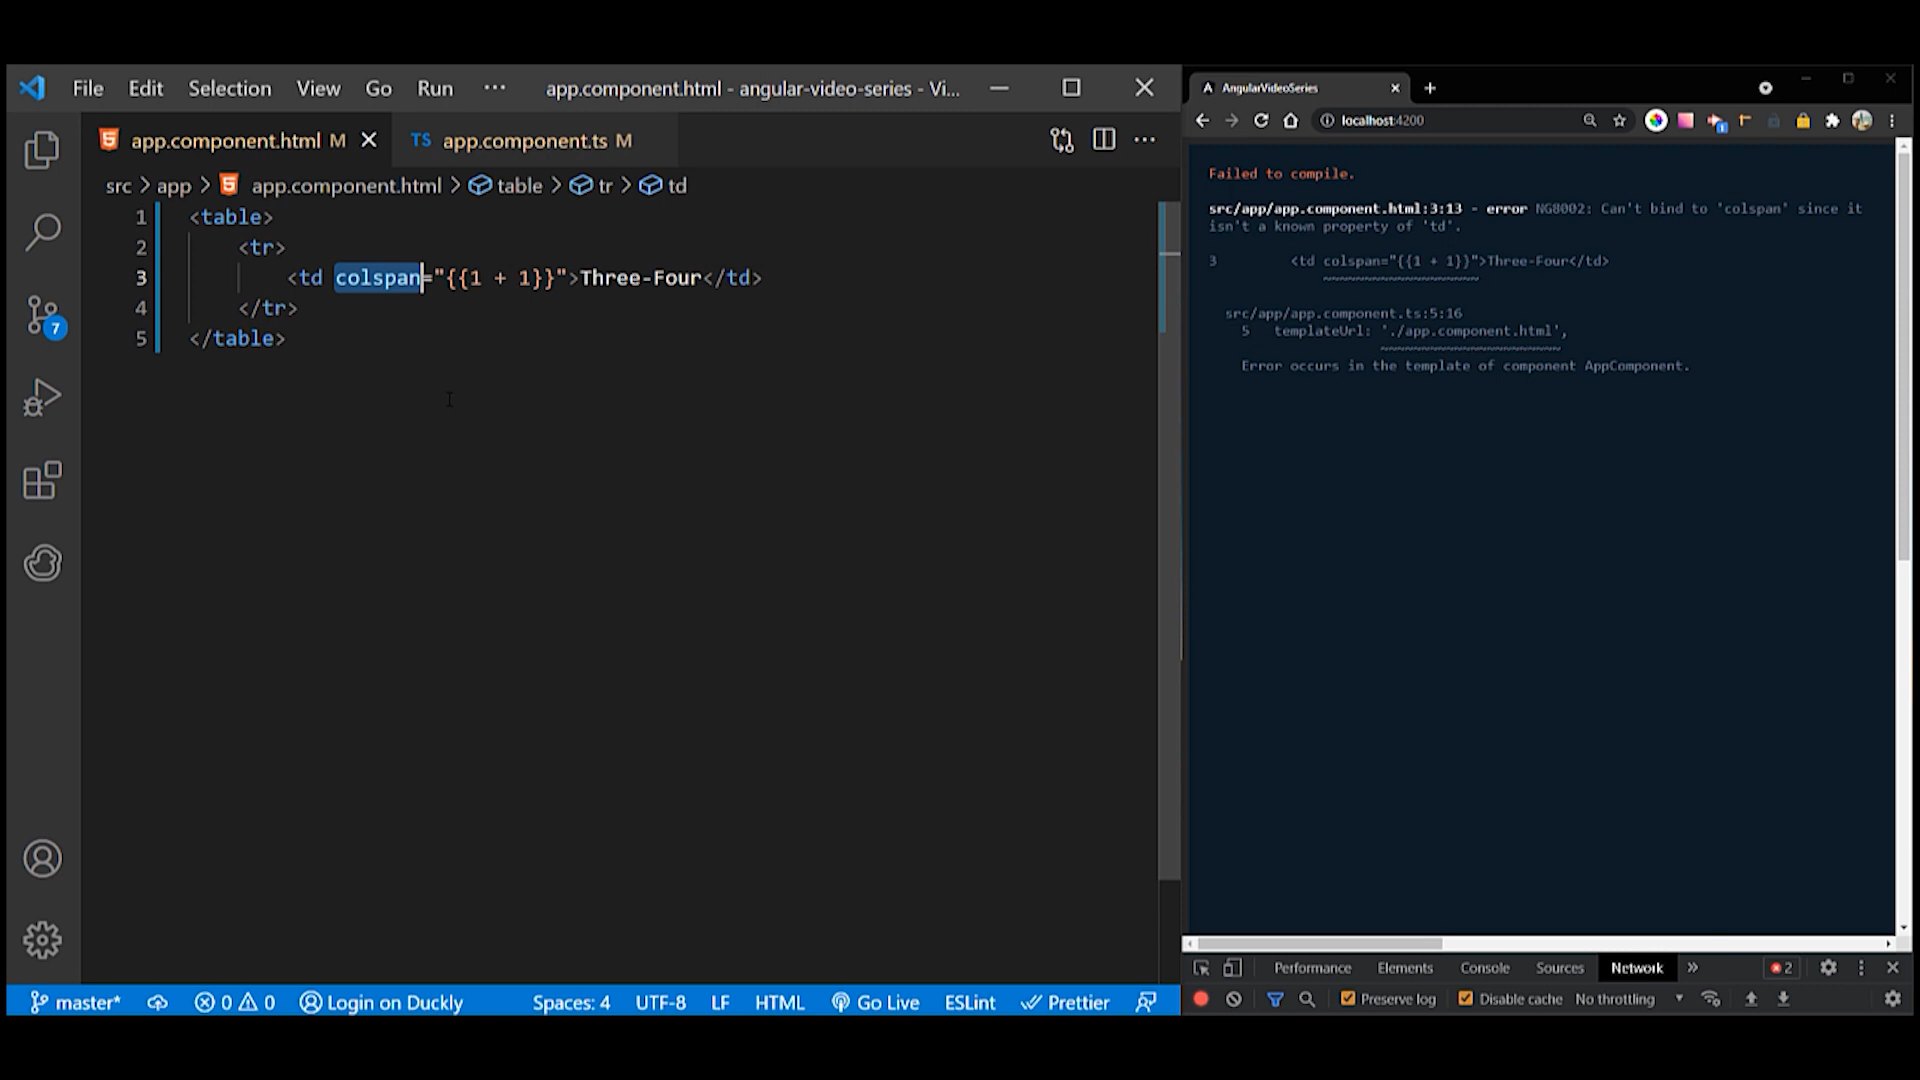 File Edit Selection View Go Run ··· app.component.html - angular-video-series - Vi...
app.component.html M TS app.component.ts M
src > app > app.component.html > table > tr > td
1 <table>
2 <tr>
3 <td colspan="{{1 + 1}}">Three-Four</td>
4 </tr>
5 </table>
7
master* 0 0 Login on Duckly Spaces: 4 UTF-8 LF HTML Go Live ESLint Prettier
AngularVideoSeries
localhost:4200
Failed to compile.
src/app/app.component.html:3:13 - error NG8002: Can't bind to 'colspan' since it
isn't a known property of 'td'.
3 <td colspan="{{1 + 1}}">Three-Four</td>
~~~~~~~~~~~~~~~~~~~
src/app/app.component.ts:5:16
5 templateUrl: './app.component.html',
~~~~~~~~~~~~~~~~~~~~~~
Error occurs in the template of component AppComponent.
Performance Elements Console Sources Network » 2
Preserve log Disable cache No throttling